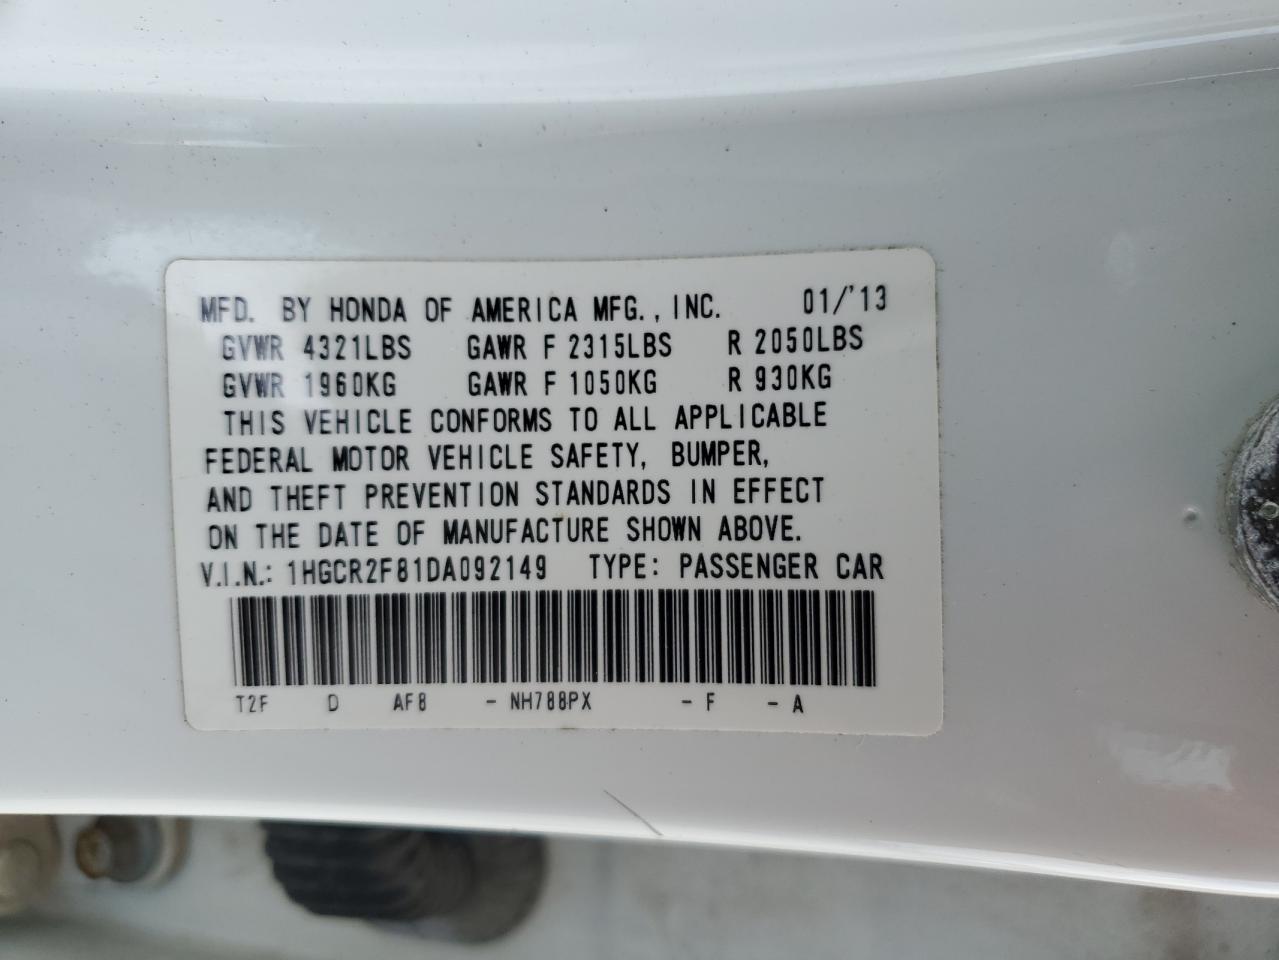 MFD. BY HONDA OF AMERICA MFG., INC. 01/'13
GVWR 4321LBS GAWR F 2315LBS R 2050LBS
GVWR 1960KG GAWR F 1050KG R 930KG
THIS VEHICLE CONFORMS TO ALL APPLICABLE
FEDERAL MOTOR VEHICLE SAFETY, BUMPER,
AND THEFT PREVENTION STANDARDS IN EFFECT
ON THE DATE OF MANUFACTURE SHOWN ABOVE.
V.I.N.: 1HGCR2F81DA092149 TYPE: PASSENGER CAR
T2F D AF8 - NH788PX - F - A